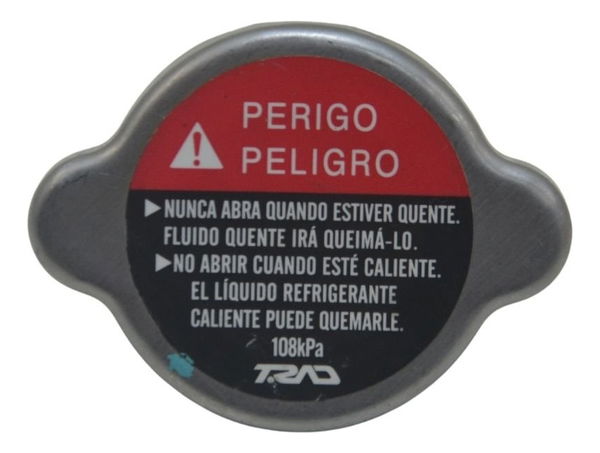 PERIGO
PELIGRO
▶NUNCA ABRA QUANDO ESTIVER QUENTE.
FLUIDO QUENTE IRÁ QUEIMÁ-LO.
▶NO ABRIR CUANDO ESTÉ CALIENTE.
EL LÍQUIDO REFRIGERANTE
CALIENTE PUEDE QUEMARLE.
108kPa
T.RAD